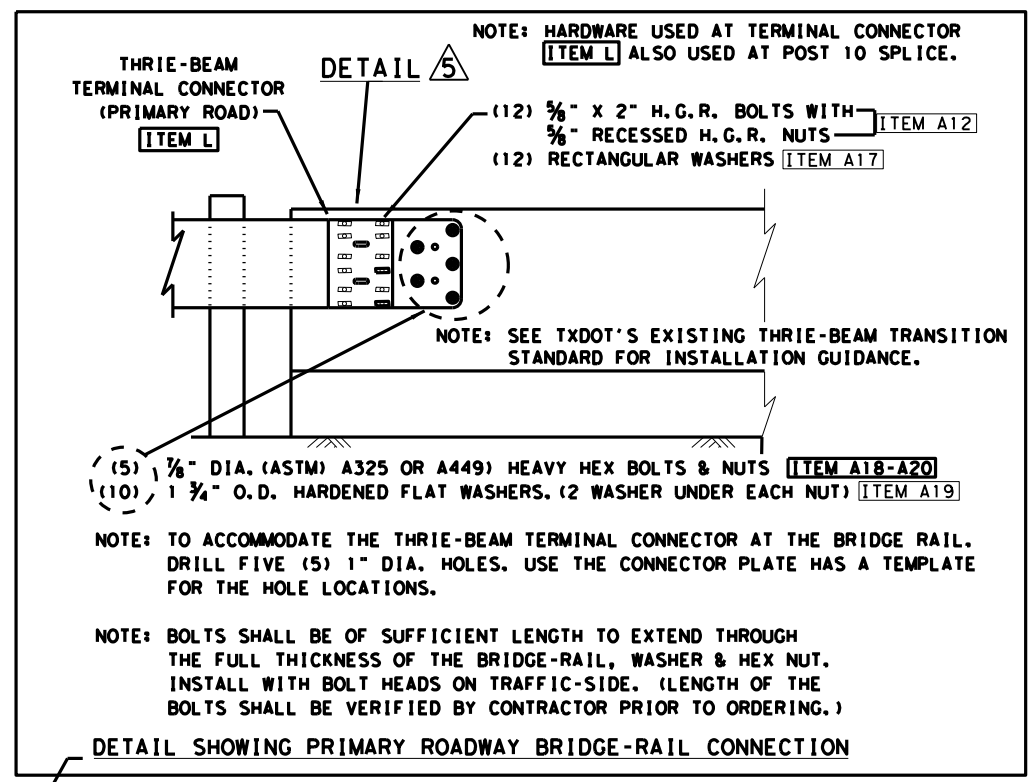 NOTE: HARDWARE USED AT TERMINAL CONNECTOR
ITEM L ALSO USED AT POST 10 SPLICE.
THRIE-BEAM
TERMINAL CONNECTOR
(PRIMARY ROAD)
ITEM L
DETAIL 5
(12) 5/8" X 2" H.G.R. BOLTS WITH
5/8" RECESSED H.G.R. NUTS
ITEM A12
(12) RECTANGULAR WASHERS ITEM A17
NOTE: SEE TXDOT'S EXISTING THRIE-BEAM TRANSITION
STANDARD FOR INSTALLATION GUIDANCE.
(5) 7/8" DIA. (ASTM) A325 OR A449) HEAVY HEX BOLTS & NUTS ITEM A18-A20
(10) 1 3/4" O.D. HARDENED FLAT WASHERS. (2 WASHER UNDER EACH NUT) ITEM A19
NOTE: TO ACCOMMODATE THE THRIE-BEAM TERMINAL CONNECTOR AT THE BRIDGE RAIL.
DRILL FIVE (5) 1" DIA. HOLES. USE THE CONNECTOR PLATE HAS A TEMPLATE
FOR THE HOLE LOCATIONS.
NOTE: BOLTS SHALL BE OF SUFFICIENT LENGTH TO EXTEND THROUGH
THE FULL THICKNESS OF THE BRIDGE-RAIL, WASHER & HEX NUT.
INSTALL WITH BOLT HEADS ON TRAFFIC-SIDE. (LENGTH OF THE
BOLTS SHALL BE VERIFIED BY CONTRACTOR PRIOR TO ORDERING.)
DETAIL SHOWING PRIMARY ROADWAY BRIDGE-RAIL CONNECTION